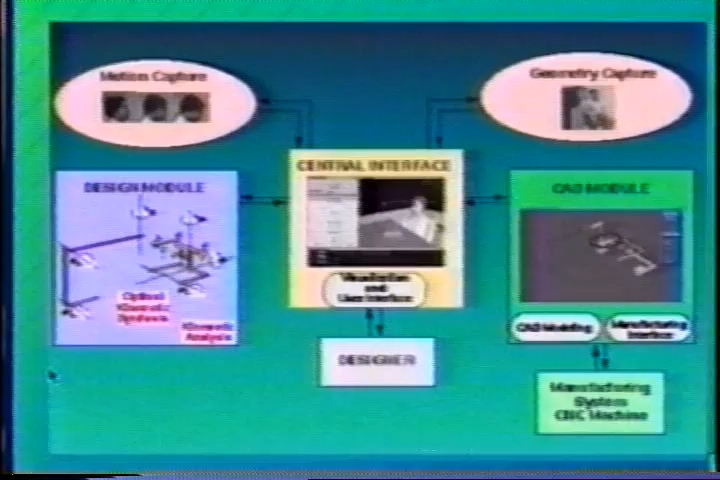 Motion Capture
Geometry Capture
CENTRAL INTERFACE
DESIGN MODULE
CAD MODULE
Visualization
and
User Interface
Optimal
Kinematic
Synthesis
Kinematic
Analysis
CAD Modeling
Manufacturing
Interface
DESIGNER
Manufacturing
System
CNC Machine